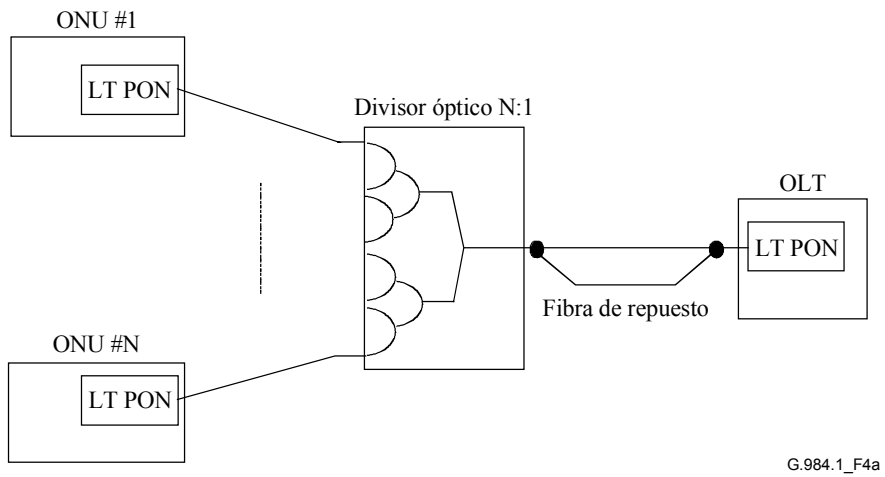 ONU #1
LT PON
Divisor óptico N:1
OLT
LT PON
Fibra de repuesto
ONU #N
LT PON
G.984.1_F4a